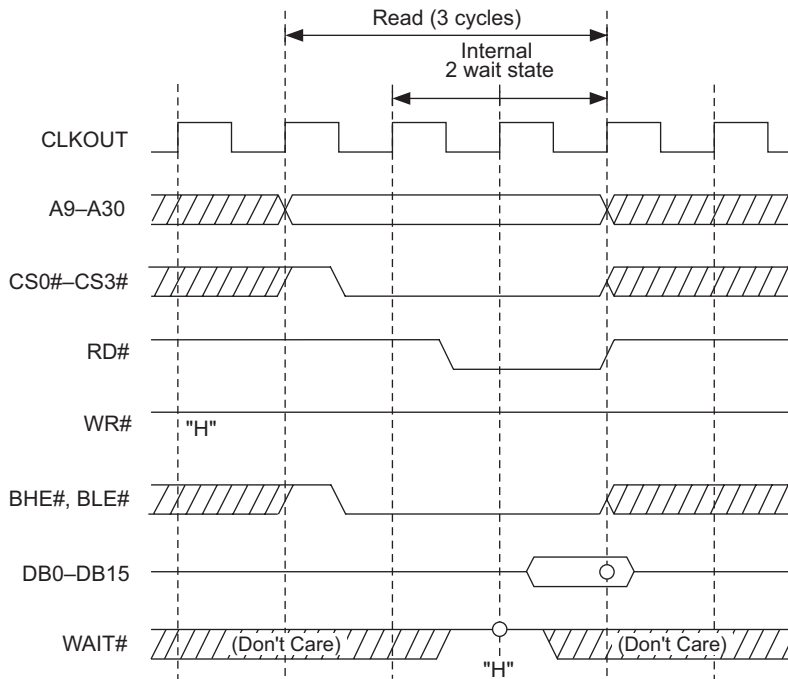 Read (3 cycles)
Internal
2 wait state
CLKOUT
A9–A30
CS0#–CS3#
RD#
WR#
"H"
BHE#, BLE#
DB0–DB15
WAIT#
(Don't Care)
(Don't Care)
"H"